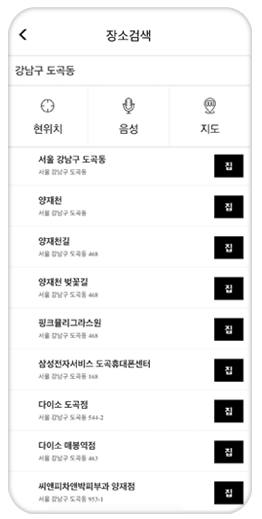 장소검색
강남구 도곡동
현위치 음성 지도
서울 강남구 도곡동
서울 강남구 도곡동
집
양재천
서울 강남구 도곡동
집
양재천길
서울 강남구 도곡동 468
집
양재천 벚꽃길
서울 강남구 도곡동 468
집
핑크뮬리그라스원
서울 강남구 도곡동 468
집
삼성전자서비스 도곡휴대폰센터
서울 강남구 도곡동 168
집
다이소 도곡점
서울 강남구 도곡동 544-2
집
다이소 매봉역점
서울 강남구 도곡동 463
집
씨앤피차앤박피부과 양재점
서울 강남구 도곡동 953-1
집